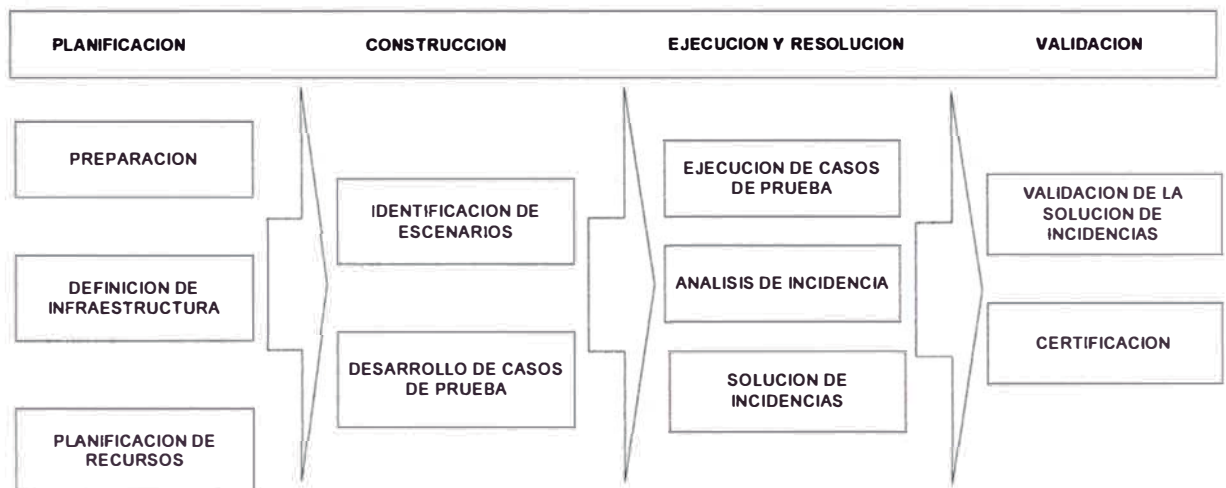 PLANIFICACION
CONSTRUCCION
EJECUCION Y RESOLUCION
VALIDACION
PREPARACION
DEFINICION DE
INFRAESTRUCTURA
PLANIFICACION DE
RECURSOS
IDENTIFICACION DE
ESCENARIOS
DESARROLLO DE CASOS
DE PRUEBA
EJECUCION DE CASOS
DE PRUEBA
ANALISIS DE INCIDENCIA
SOLUCION DE
INCIDENCIAS
VALIDACION DE LA
SOLUCION DE
INCIDENCIAS
CERTIFICACION